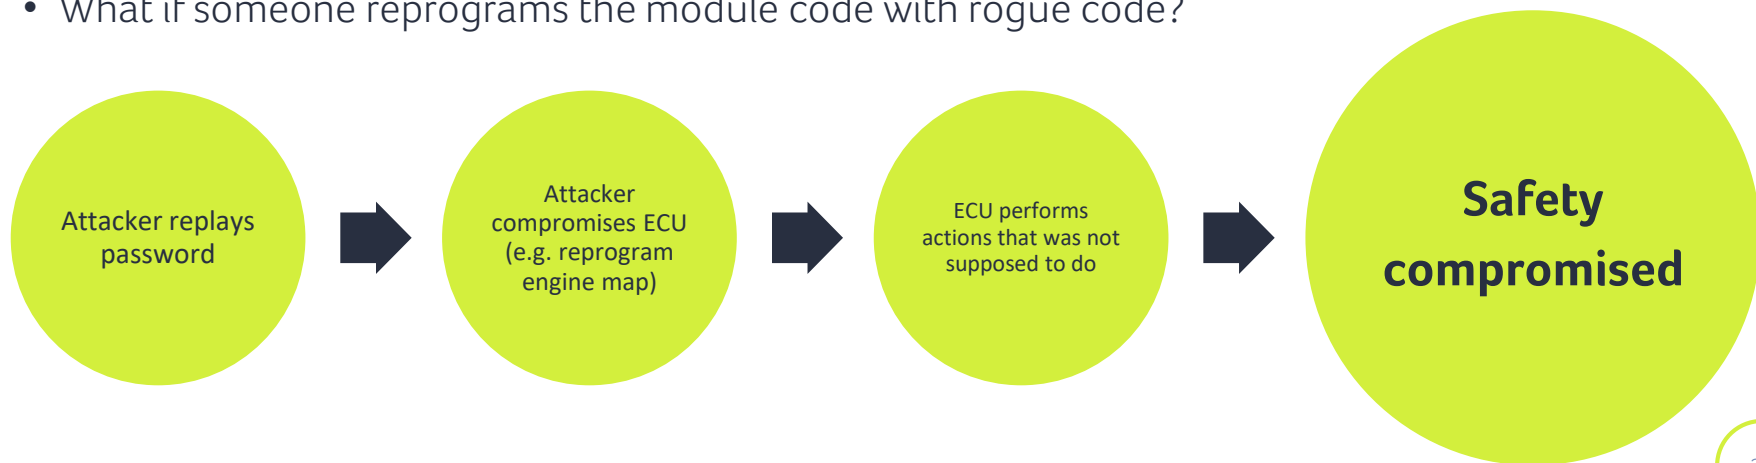 • What if someone reprograms the module code with rogue code?
Attacker replays
password
Attacker
compromises ECU
(e.g. reprogram
engine map)
ECU performs
actions that was not
supposed to do
Safety
compromised